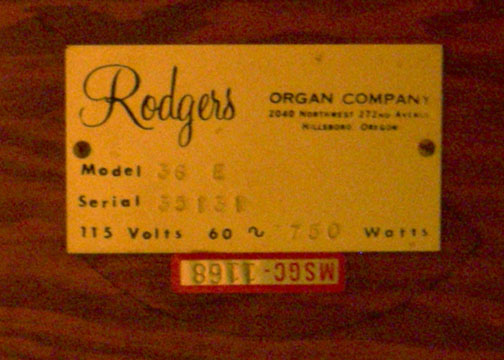 Rodgers
ORGAN COMPANY
2040 NORTHWEST 272ND AVENUE
HILLSBORO, OREGON
Model 36 E
Serial
115 Volts 60 ~ 750 Watts
MSGC-1168